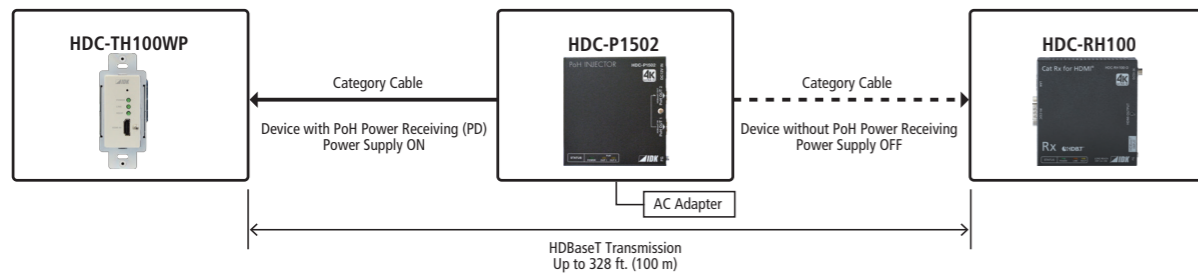 HDC-TH100WP
HDC-P1502
HDC-RH100
Category Cable
Device with PoH Power Receiving (PD)
Power Supply ON
PoH INJECTOR
HDC-P1502
4K
IDK
Category Cable
Device without PoH Power Receiving
Power Supply OFF
Cat Rx for HDMI
4K
Rx
HDBT
IDK
AC Adapter
HDBaseT Transmission
Up to 328 ft. (100 m)